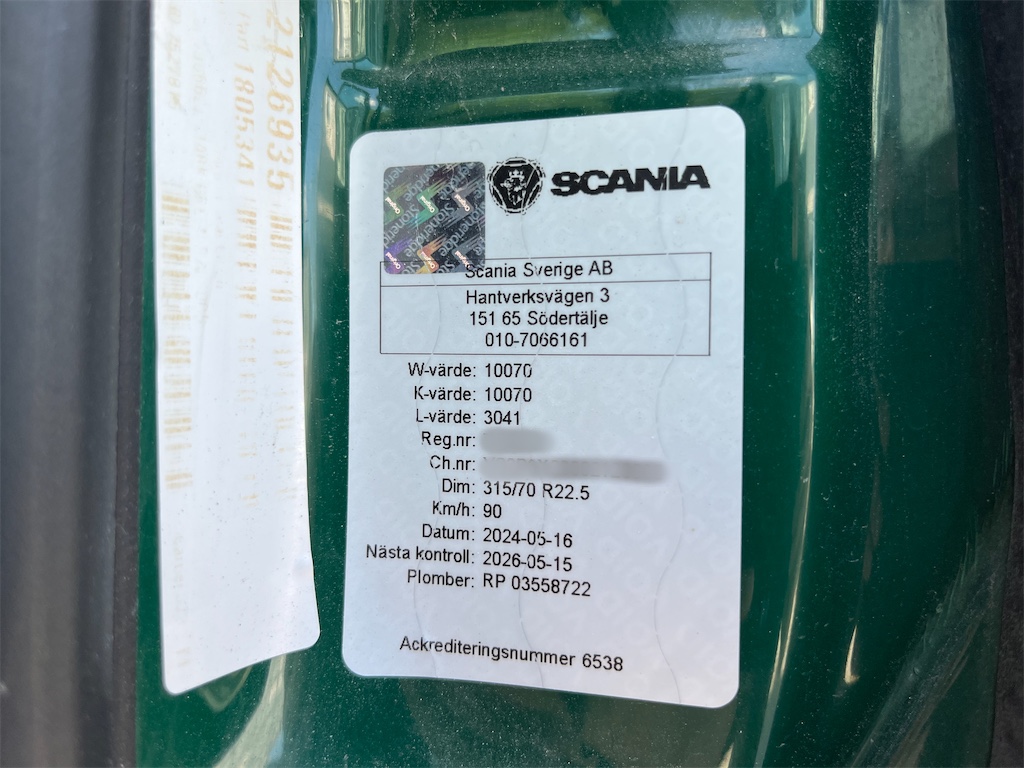 2126935
180534
SCANIA
Scania Sverige AB
Hantverksvägen 3
151 65 Södertälje
010-7066161
W-värde: 10070
K-värde: 10070
L-värde: 3041
Reg.nr:
Ch.nr:
Dim: 315/70 R22.5
Km/h: 90
Datum: 2024-05-16
Nästa kontroll: 2026-05-15
Plomber: RP 03558722
Ackrediteringsnummer 6538